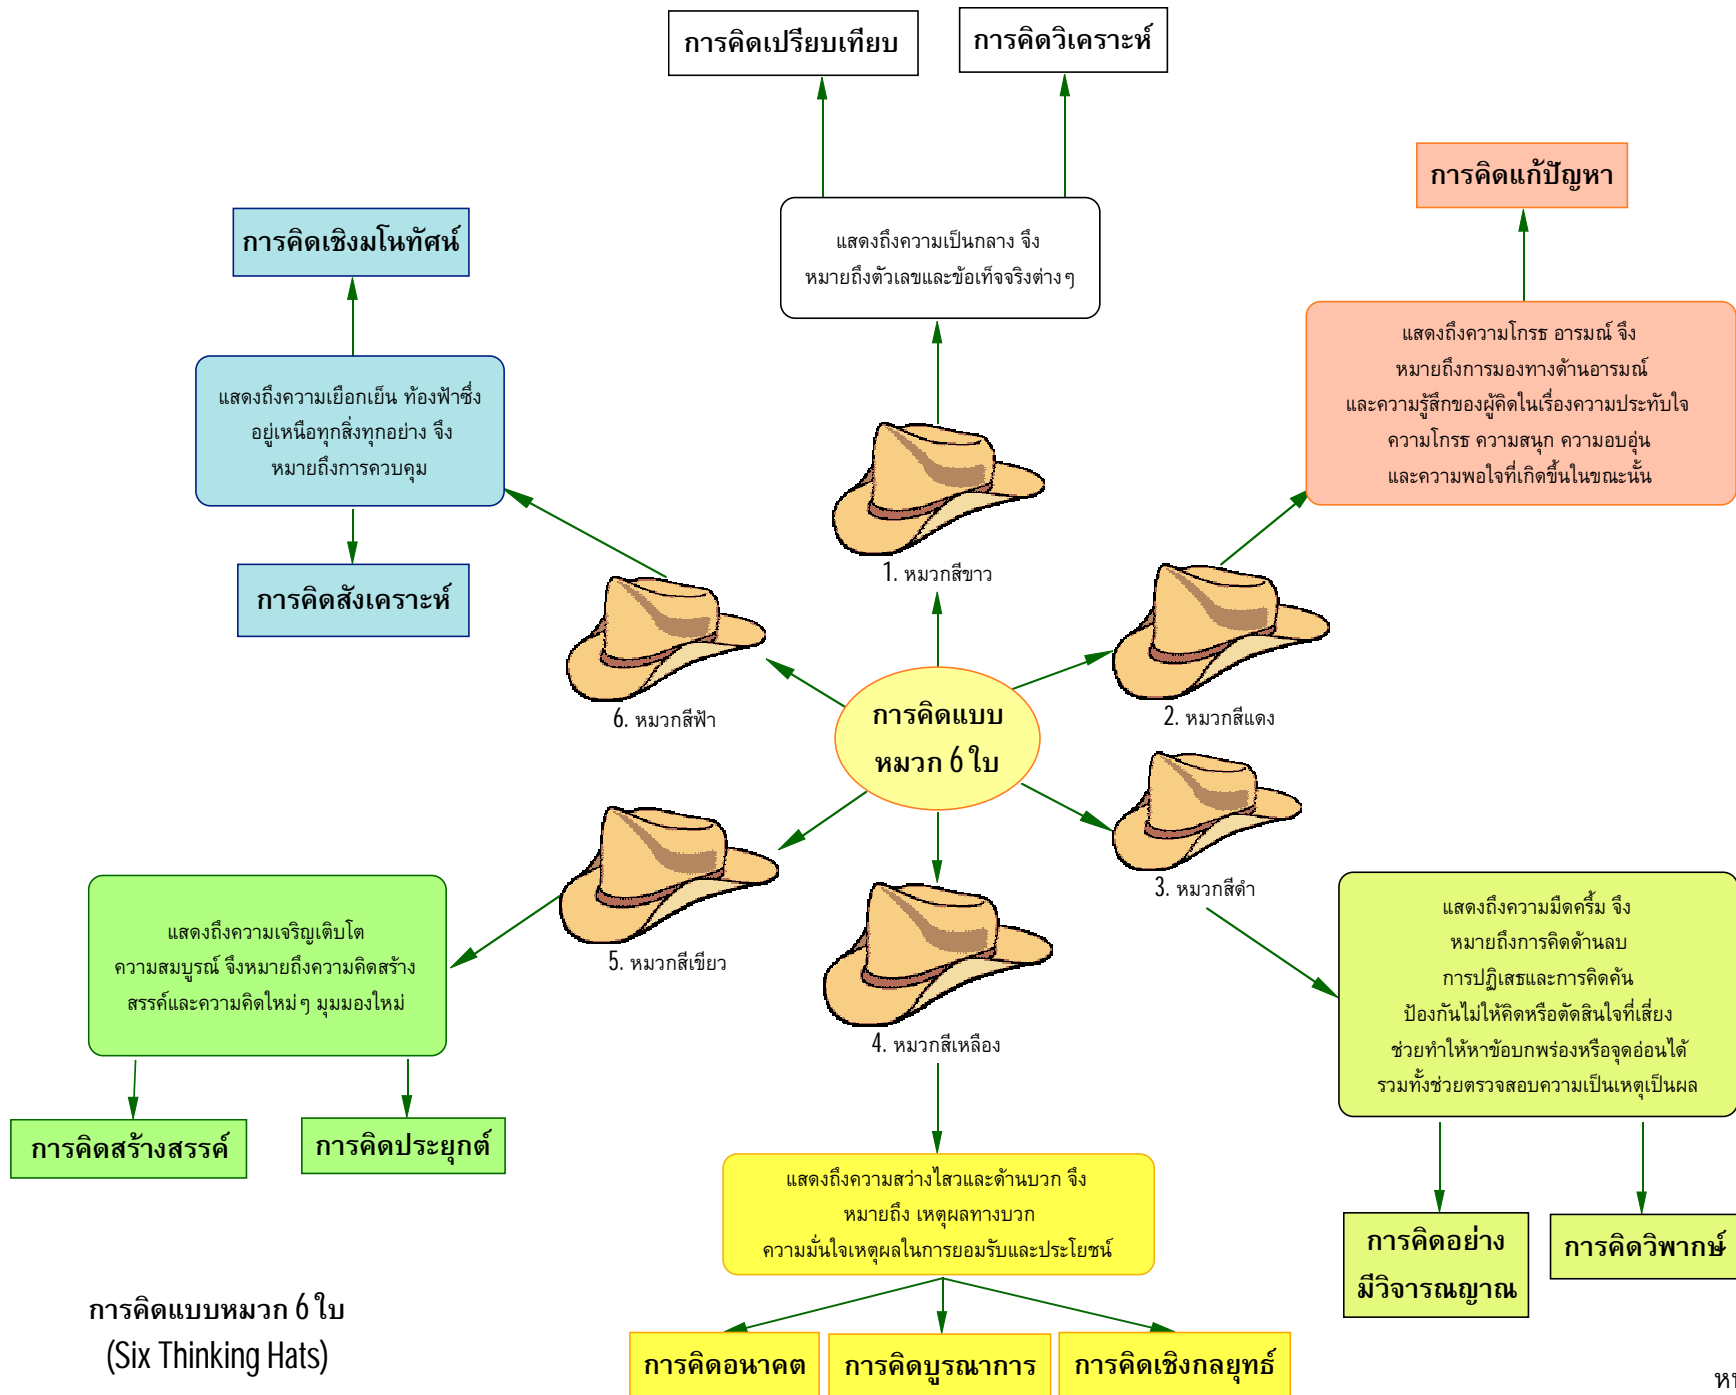 การคิดเปรียบเทียบ
การคิดวิเคราะห์
แสดงถึงความเป็นกลาง จึง
หมายถึงตัวเลขและข้อเท็จจริงต่างๆ
1. หมวกสีขาว
การคิดแก้ปัญหา
แสดงถึงความโกรธ อารมณ์ จึง
หมายถึงการมองทางด้านอารมณ์
และความรู้สึกของผู้คิดในเรื่องความประทับใจ
ความโกรธ ความสนุก ความอบอุ่น
และความพอใจที่เกิดขึ้นในขณะนั้น
2. หมวกสีแดง
การคิดเชิงมโนทัศน์
แสดงถึงความเยือกเย็น ท้องฟ้าซึ่ง
อยู่เหนือทุกสิ่งทุกอย่าง จึง
หมายถึงการควบคุม
การคิดสังเคราะห์
6. หมวกสีฟ้า
การคิดแบบ
หมวก 6 ใบ
3. หมวกสีดำ
แสดงถึงความมืดครึ้ม จึง
หมายถึงการคิดด้านลบ
การปฏิเสธและการคิดค้น
ป้องกันไม่ให้คิดหรือตัดสินใจที่เสี่ยง
ช่วยทำให้หาข้อบกพร่องหรือจุดอ่อนได้
รวมทั้งช่วยตรวจสอบความเป็นเหตุเป็นผล
การคิดอย่าง
มีวิจารณญาณ
การคิดวิพากษ์
5. หมวกสีเขียว
แสดงถึงความเจริญเติบโต
ความสมบูรณ์ จึงหมายถึงความคิดสร้าง
สรรค์และความคิดใหม่ๆ มุมมองใหม่
การคิดสร้างสรรค์
การคิดประยุกต์
4. หมวกสีเหลือง
แสดงถึงความสว่างไสวและด้านบวก จึง
หมายถึง เหตุผลทางบวก
ความมั่นใจเหตุผลในการยอมรับและประโยชน์
การคิดอนาคต
การคิดบูรณาการ
การคิดเชิงกลยุทธ์
การคิดแบบหมวก 6 ใบ
(Six Thinking Hats)